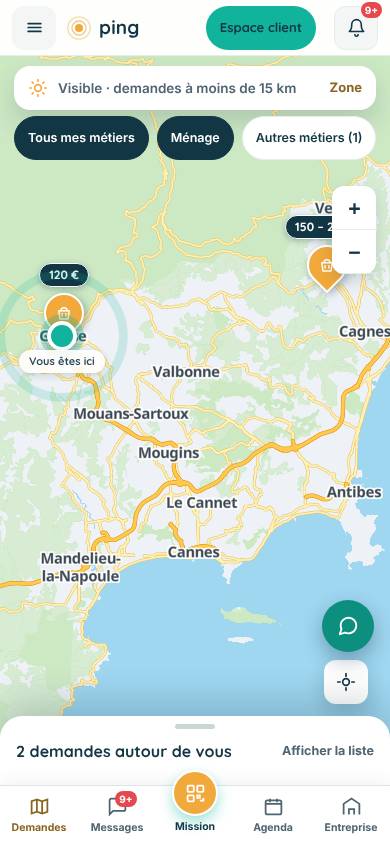 ping
Espace client
9+
Visible · demandes à moins de 15 km
Zone
Tous mes métiers
Ménage
Autres métiers (1)
+
−
120 €
Vous êtes ici
Cagnes
Valbonne
Mouans-Sartoux
Mougins
Le Cannet
Antibes
Cannes
Mandelieu-
la-Napoule
2 demandes autour de vous
Afficher la liste
Demandes
9+
Messages
Mission
Agenda
Entreprise